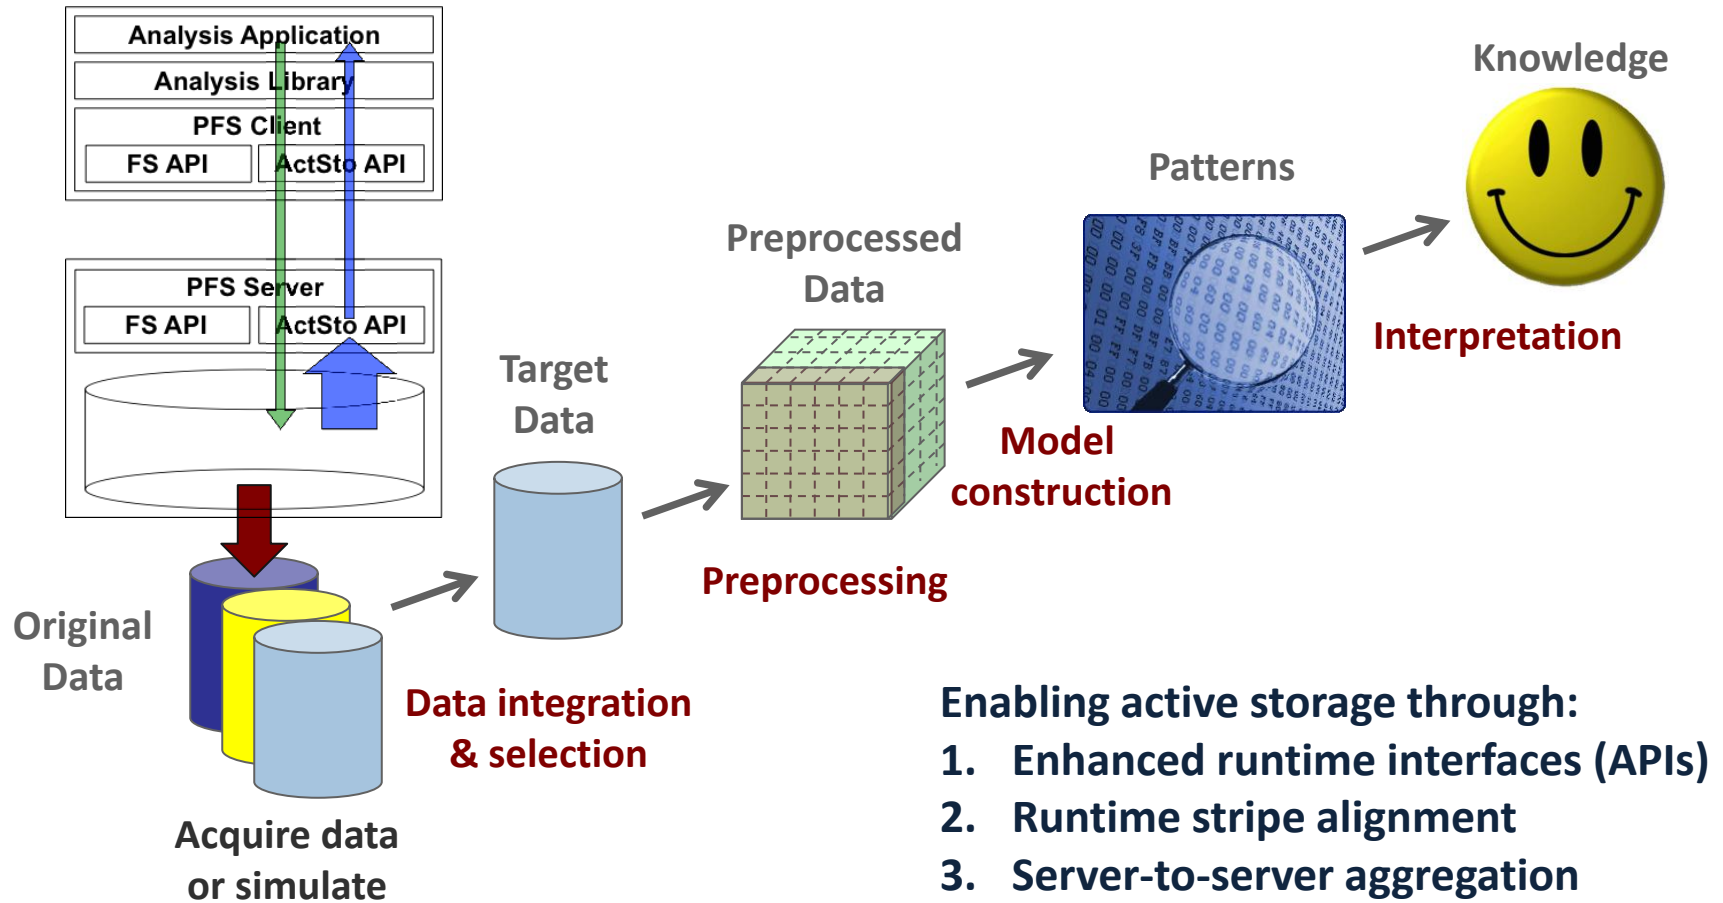 Analysis Application
Analysis Library
PFS Client
FS API
ActSto API
PFS Server
FS API
ActSto API
Original
Data
Acquire data
or simulate
Data integration
& selection
Target
Data
Preprocessing
Preprocessed
Data
Model
construction
Patterns
Interpretation
Knowledge
Enabling active storage through:
1. Enhanced runtime interfaces (APIs)
2. Runtime stripe alignment
3. Server-to-server aggregation